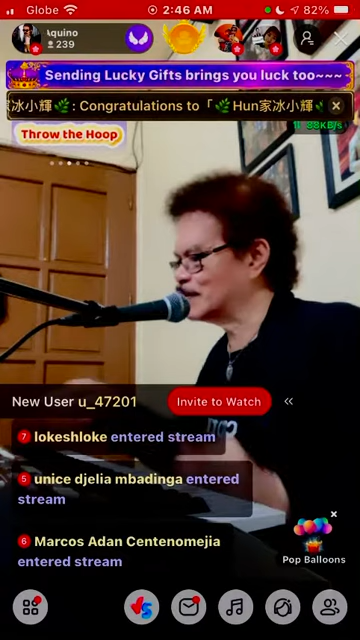 Globe
2:46 AM
82%
Aquino
239
Sending Lucky Gifts brings you luck too~~~
冰小輝🌿: Congratulations to「🌿Hun家冰小輝
KB/s
Throw the Hoop
New User u_47201
Invite to Watch
7 lokeshloke entered stream
5 unice djelia mbadinga entered
stream
6 Marcos Adan Centenomejia
entered stream
Pop Balloons
VS